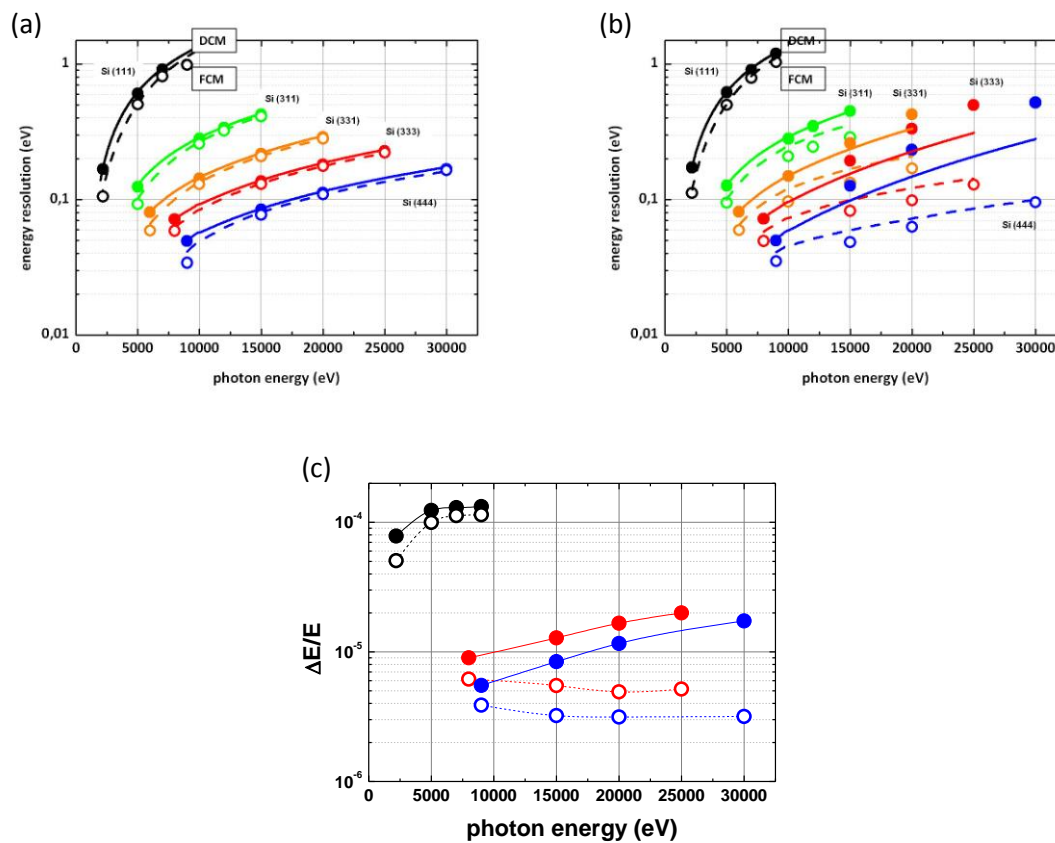 (a)
DCM
FCM
Si (111)
Si (311)
Si (331)
Si (333)
Si (444)
1
0,1
0,01
energy resolution (eV)
0 5000 10000 15000 20000 25000 30000
photon energy (eV)
(b)
DCM
FCM
Si (111)
Si (311)
Si (331)
Si (333)
Si (444)
1
0,1
0,01
energy resolution (eV)
0 5000 10000 15000 20000 25000 30000
photon energy (eV)
(c)
10⁻⁴
10⁻⁵
10⁻⁶
ΔE/E
0 5000 10000 15000 20000 25000 30000
photon energy (eV)